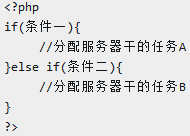 <?php
if(条件一){
    //分配服务器干的任务A
}else if(条件二){
    //分配服务器干的任务B
}
?>